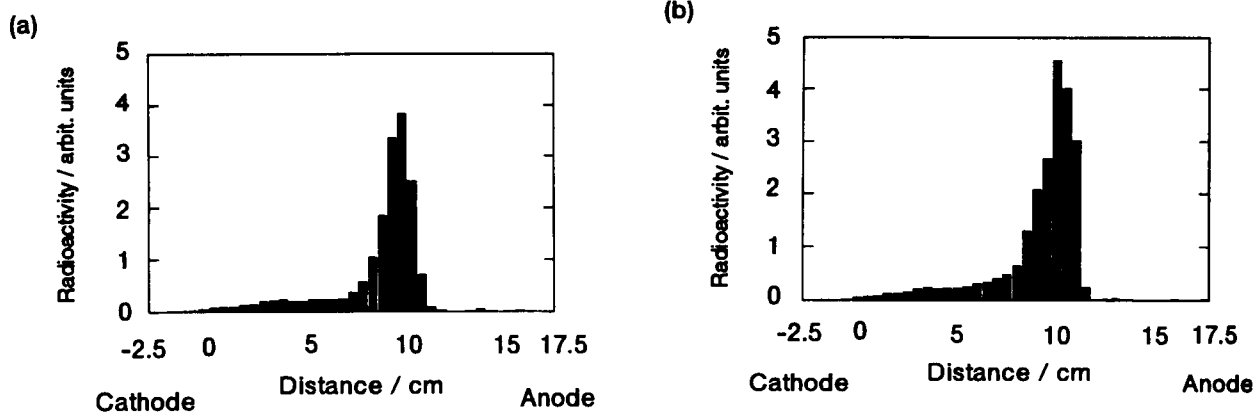 (a)
Radioactivity / arbit. units
5
4
3
2
1
0
-2.5 0 5 10 15 17.5
Distance / cm
Cathode Anode
(b)
Radioactivity / arbit. units
5
4
3
2
1
0
-2.5 0 5 10 15 17.5
Distance / cm
Cathode Anode